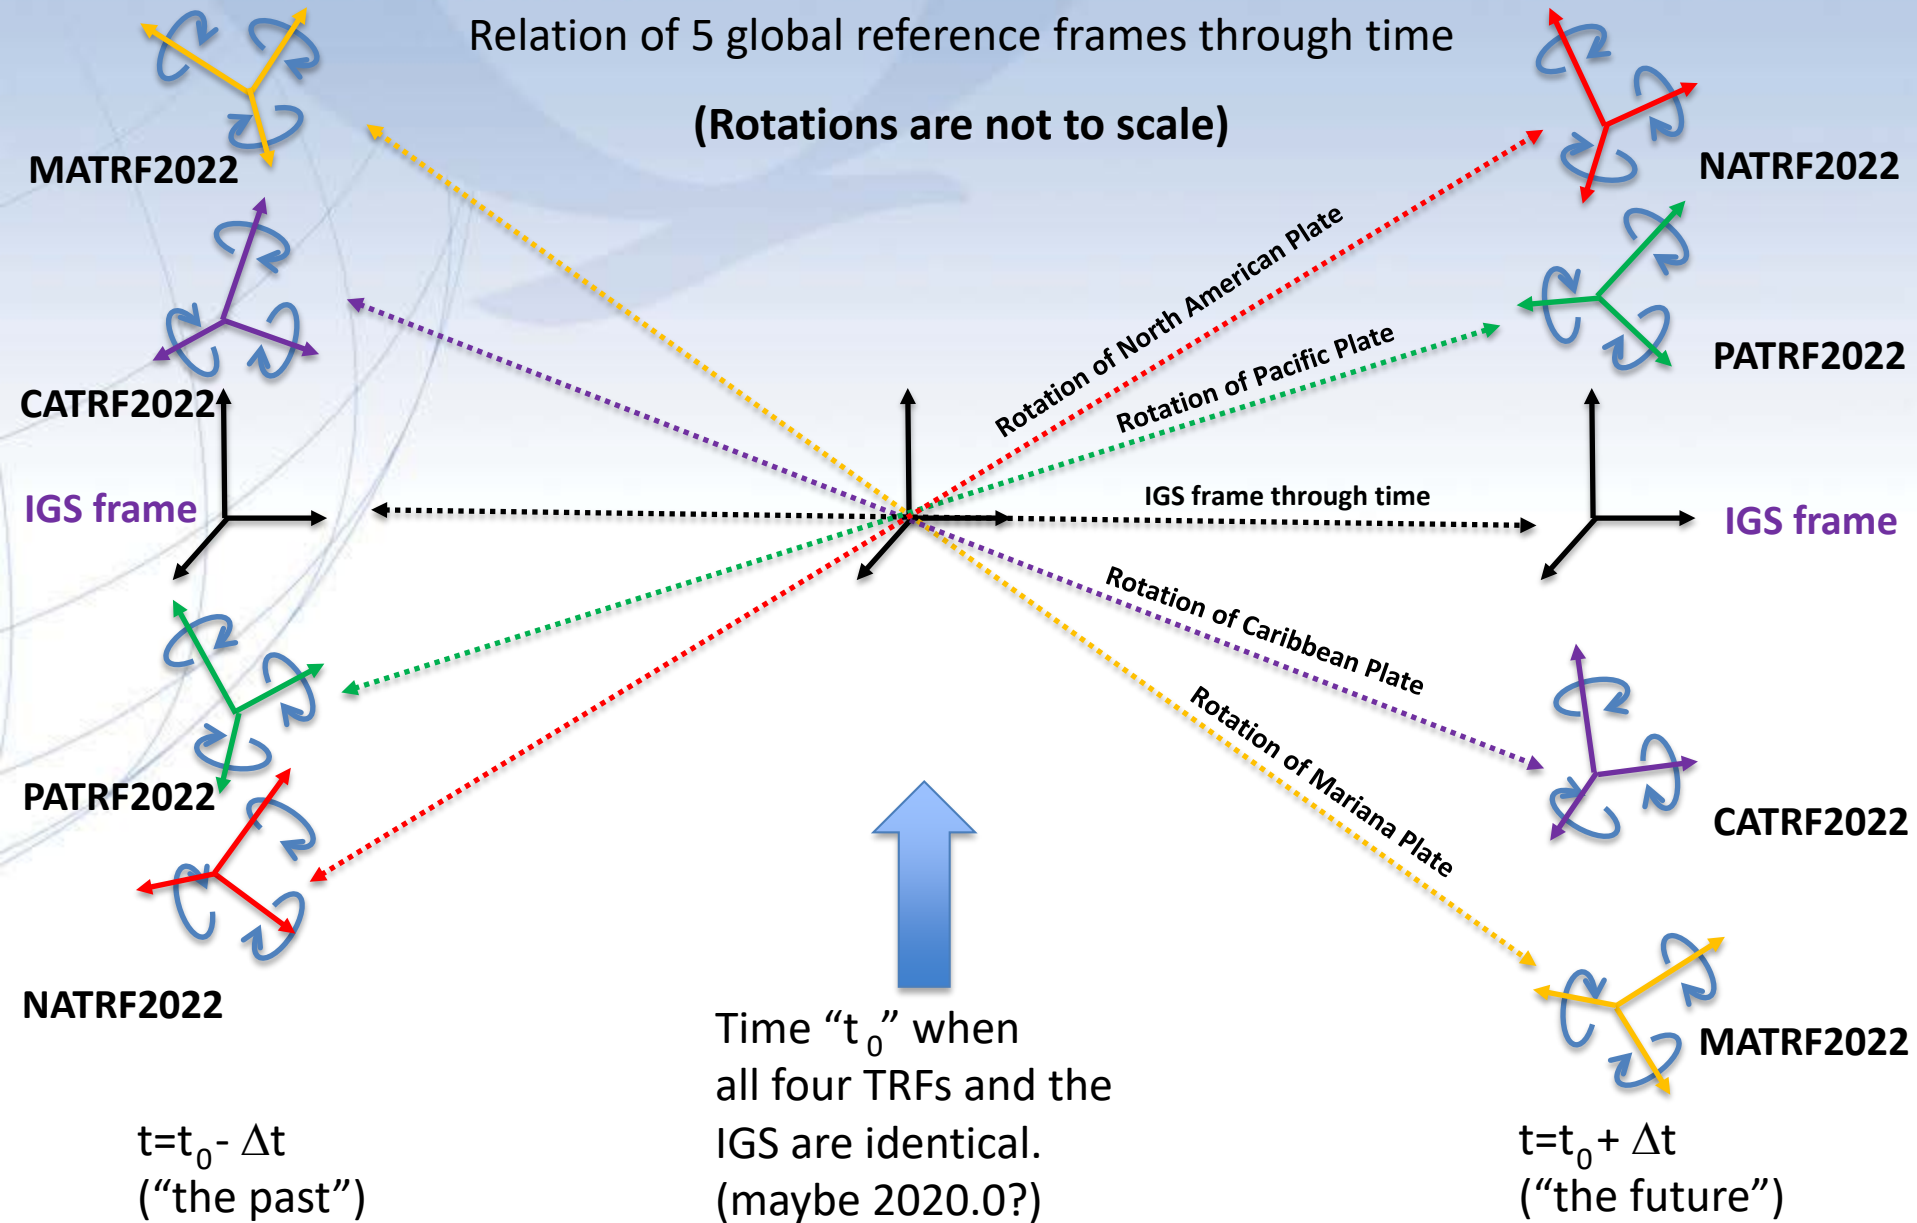 Relation of 5 global reference frames through time
(Rotations are not to scale)
MATRF2022
CATRF2022
IGS frame
PATRF2022
NATRF2022
t=t0- Δt
(“the past”)
Rotation of North American Plate
Rotation of Pacific Plate
IGS frame through time
Rotation of Caribbean Plate
Rotation of Mariana Plate
Time “t0” when
all four TRFs and the
IGS are identical.
(maybe 2020.0?)
NATRF2022
PATRF2022
IGS frame
CATRF2022
MATRF2022
t=t0+ Δt
(“the future”)